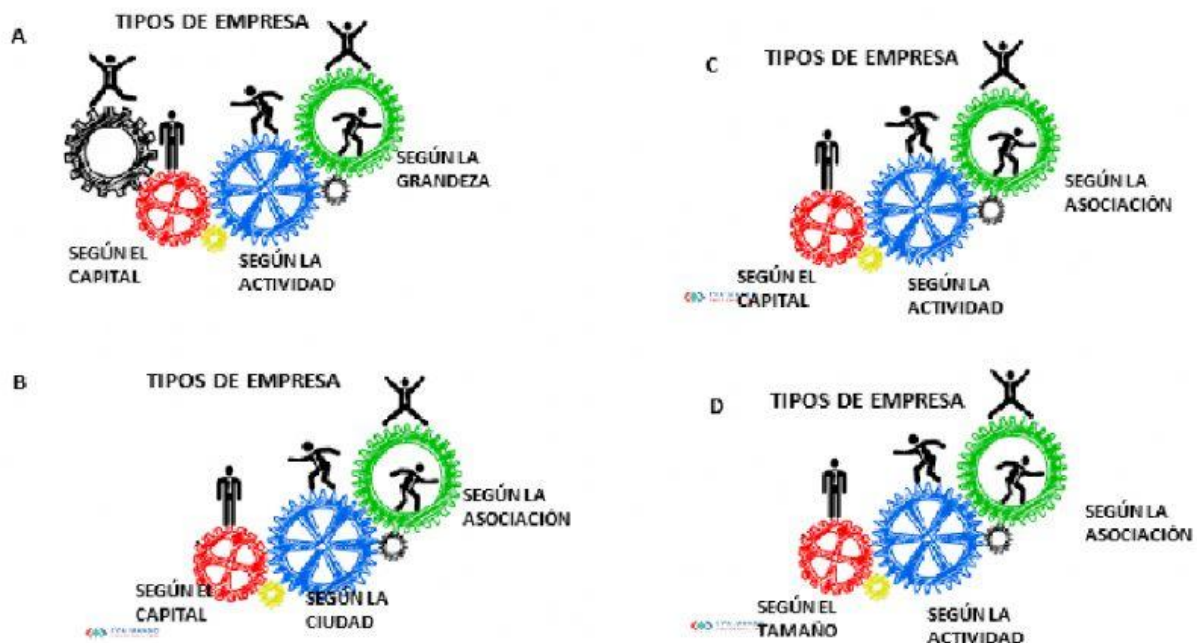 A
TIPOS DE EMPRESA
SEGÚN LA
GRANDEZA
SEGÚN EL
CAPITAL
SEGÚN LA
ACTIVIDAD
C
TIPOS DE EMPRESA
SEGÚN LA
ASOCIACIÓN
SEGÚN EL
CAPITAL
SEGÚN LA
ACTIVIDAD
B
TIPOS DE EMPRESA
SEGÚN LA
ASOCIACIÓN
SEGÚN EL
CAPITAL
SEGÚN LA
CIUDAD
D
TIPOS DE EMPRESA
SEGÚN LA
ASOCIACIÓN
SEGÚN EL
TAMAÑO
SEGÚN LA
ACTIVIDAD